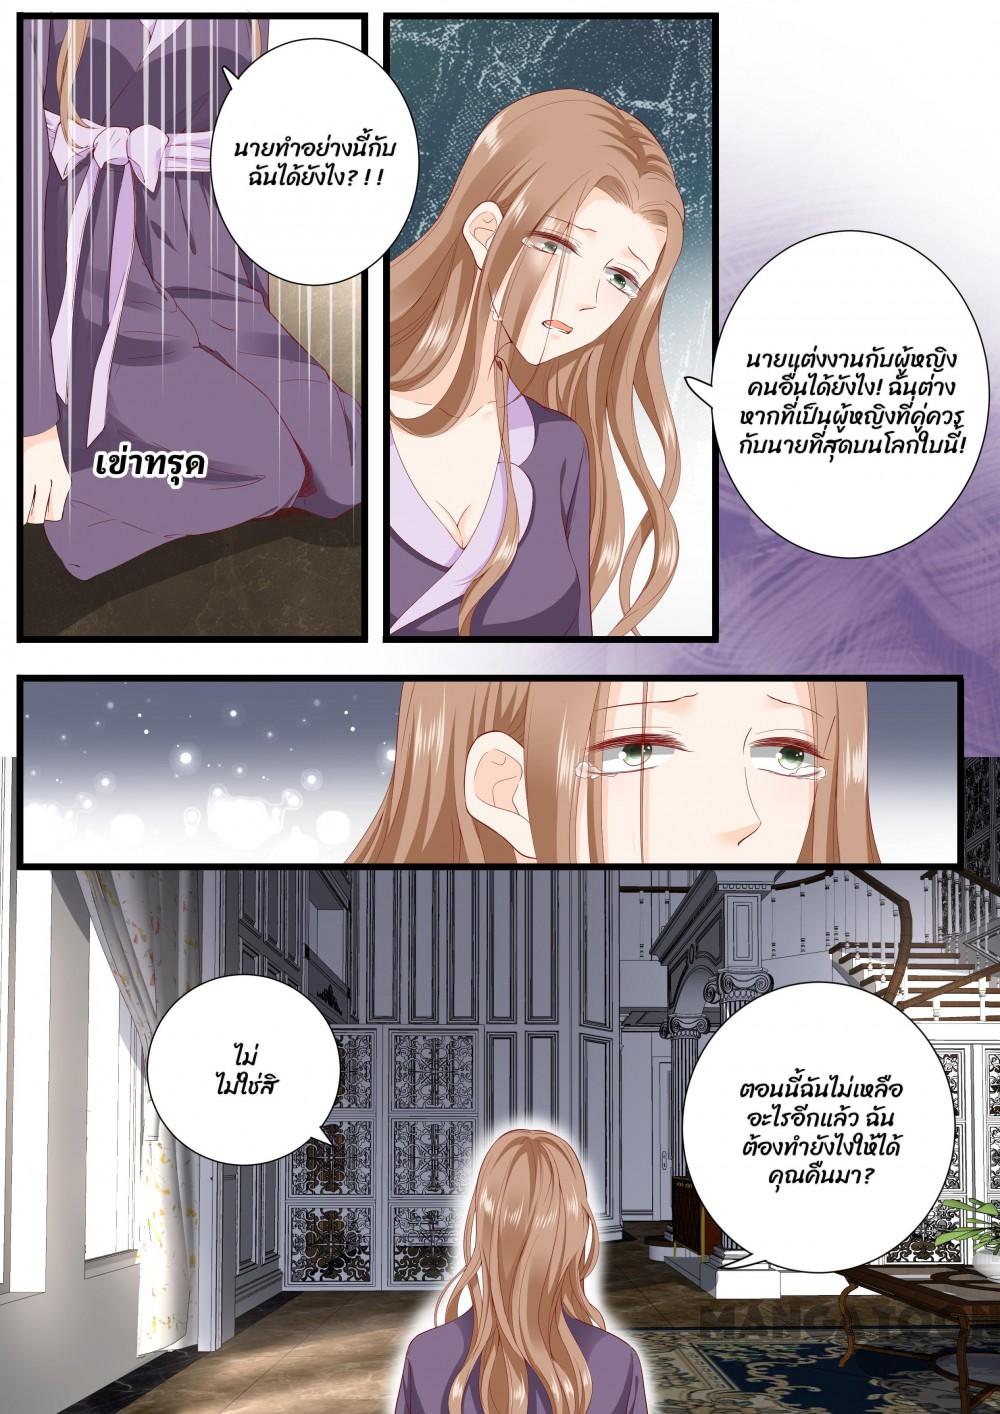 นายทำอย่างนี้กับ
ฉันได้ยังไง?!!
เข่าทรุด
นายแต่งงานกับผู้หญิง
คนอื่นได้ยังไง! ฉันต่าง
หากที่เป็นผู้หญิงที่คู่ควร
กับนายที่สุดบนโลกใบนี้!
ไม่
ไม่ใช่สิ
ตอนนี้ฉันไม่เหลือ
อะไรอีกแล้ว ฉัน
ต้องทำยังไงให้ได้
คุณคืนมา?
MANGATOON